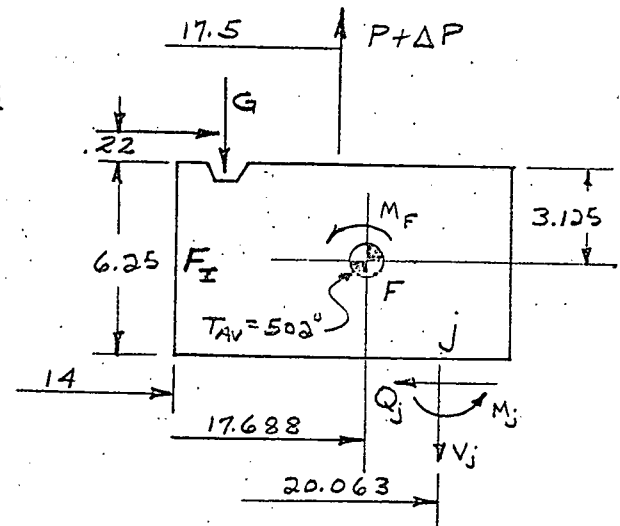 17.5
P+ΔP
G
.22
M_F
3.125
6.25
F_I
F
T_AV = 502°
j
14
Q_j
M_j
17.688
V_j
20.063